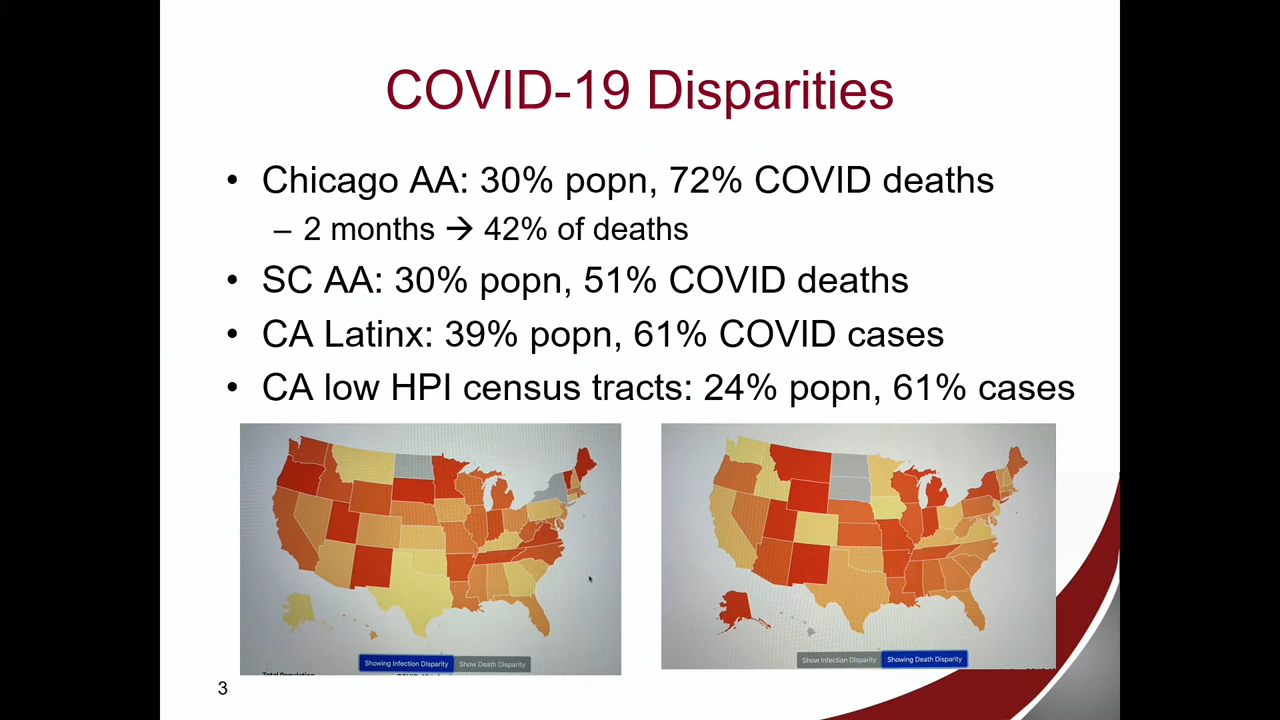 COVID-19 Disparities
• Chicago AA: 30% popn, 72% COVID deaths
– 2 months → 42% of deaths
• SC AA: 30% popn, 51% COVID deaths
• CA Latinx: 39% popn, 61% COVID cases
• CA low HPI census tracts: 24% popn, 61% cases
Showing Infection Disparity Show Death Disparity
Show Infection Disparity Showing Death Disparity
Total Population
3